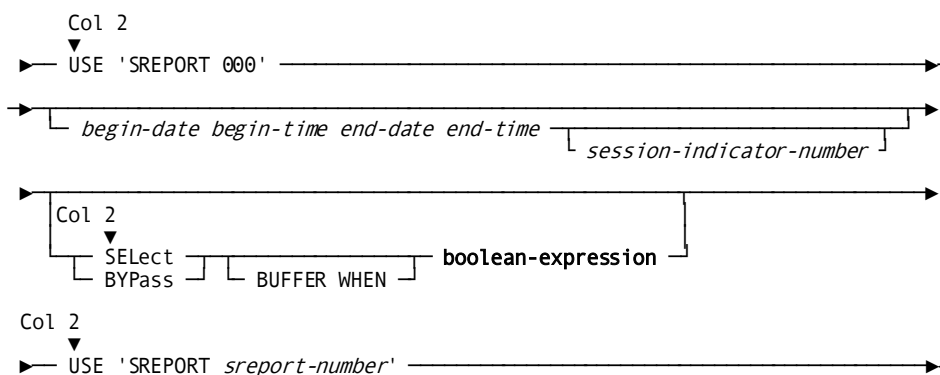 Col 2
USE 'SREPORT 000'
begin-date begin-time end-date end-time
session-indicator-number
Col 2
SELect
boolean-expression
BYPass
BUFFER WHEN
Col 2
USE 'SREPORT sreport-number'